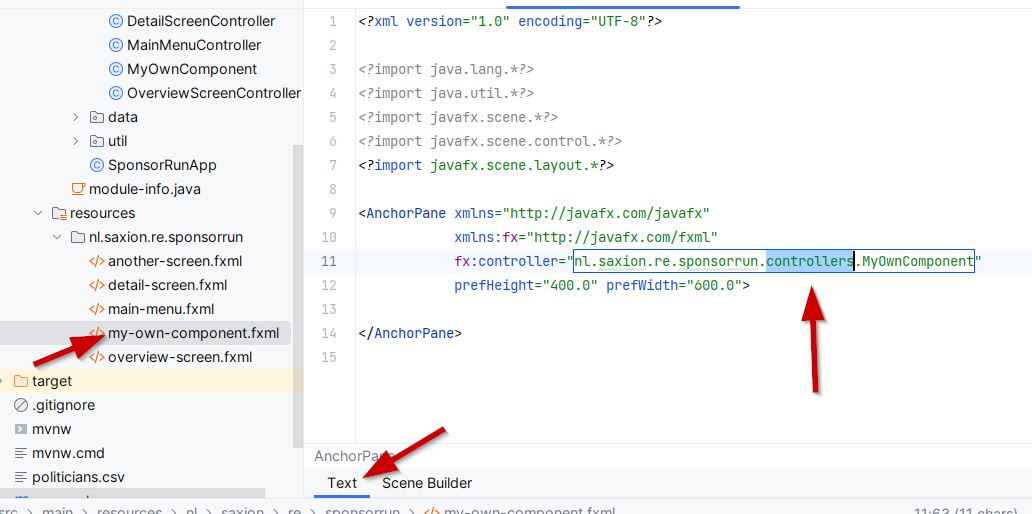 DetailScreenController
MainMenuController
MyOwnComponent
OverviewScreenController
data
util
SponsorRunApp
module-info.java
resources
nl.saxion.re.sponsorrun
another-screen.fxml
detail-screen.fxml
main-menu.fxml
my-own-component.fxml
overview-screen.fxml
target
.gitignore
mvnw
mvnw.cmd
politicians.csv
1 <?xml version="1.0" encoding="UTF-8"?>
2
3 <?import java.lang.*?>
4 <?import java.util.*?>
5 <?import javafx.scene.*?>
6 <?import javafx.scene.control.*?>
7 <?import javafx.scene.layout.*?>
8
9 <AnchorPane xmlns="http://javafx.com/javafx"
10 xmlns:fx="http://javafx.com/fxml"
11 fx:controller="nl.saxion.re.sponsorrun.controllers.MyOwnComponent"
12 prefHeight="400.0" prefWidth="600.0">
13
14 </AnchorPane>
15
AnchorPane
Text Scene Builder
src > main > resources > nl > saxion > re > sponsorrun > my-own-component.fxml 11:63 (11 chars)